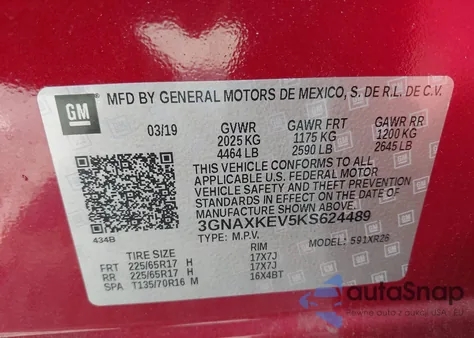 GM
MFD BY GENERAL MOTORS DE MEXICO, S. DE R.L. DE C.V.
03/19 GVWR GAWR FRT GAWR RR
2025 KG 1175 KG 1200 KG
4464 LB 2590 LB 2645 LB
THIS VEHICLE CONFORMS TO ALL
APPLICABLE U.S. FEDERAL MOTOR
VEHICLE SAFETY AND THEFT
PREVENTION STANDARDS IN EFFECT
ON THE DATE OF MANUFACTURE
SHOWN ABOVE.
3GNAXKEV5KS624489
434B
TYPE: M.P.V. MODEL: 591XR26
TIRE SIZE RIM
FRT 225/65R17 H 17X7J
RR 225/65R17 H 17X7J
SPA T135/70R16 M 16X4BT
autoSnap